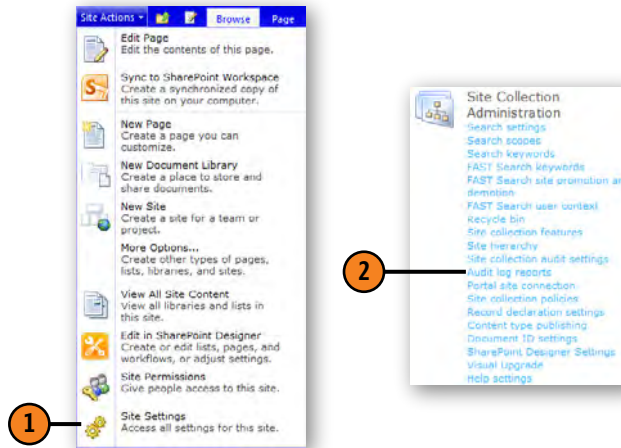 Site Actions Browse Page
Edit Page
Edit the contents of this page.
Sync to SharePoint Workspace
Create a synchronized copy of
this site on your computer.
New Page
Create a page you can
customize.
New Document Library
Create a place to store and
share documents.
New Site
Create a site for a team or
project.
More Options...
Create other types of pages,
lists, libraries, and sites.
View All Site Content
View all libraries and lists in
this site.
Edit in SharePoint Designer
Create or edit lists, pages, and
workflows, or adjust settings.
Site Permissions
Give people access to this site.
1
Site Settings
Access all settings for this site.
Site Collection
Administration
Search settings
Search scopes
Search keywords
FAST Search keywords
FAST Search site promotion
demotion
FAST Search user context
Recycle bin
Site collection features
Site hierarchy
Site collection audit settings
2
Audit log reports
Portal site connection
Site collection policies
Record declaration settings
Content type publishing
Document ID settings
SharePoint Designer Settings
Visual Upgrade
Help settings